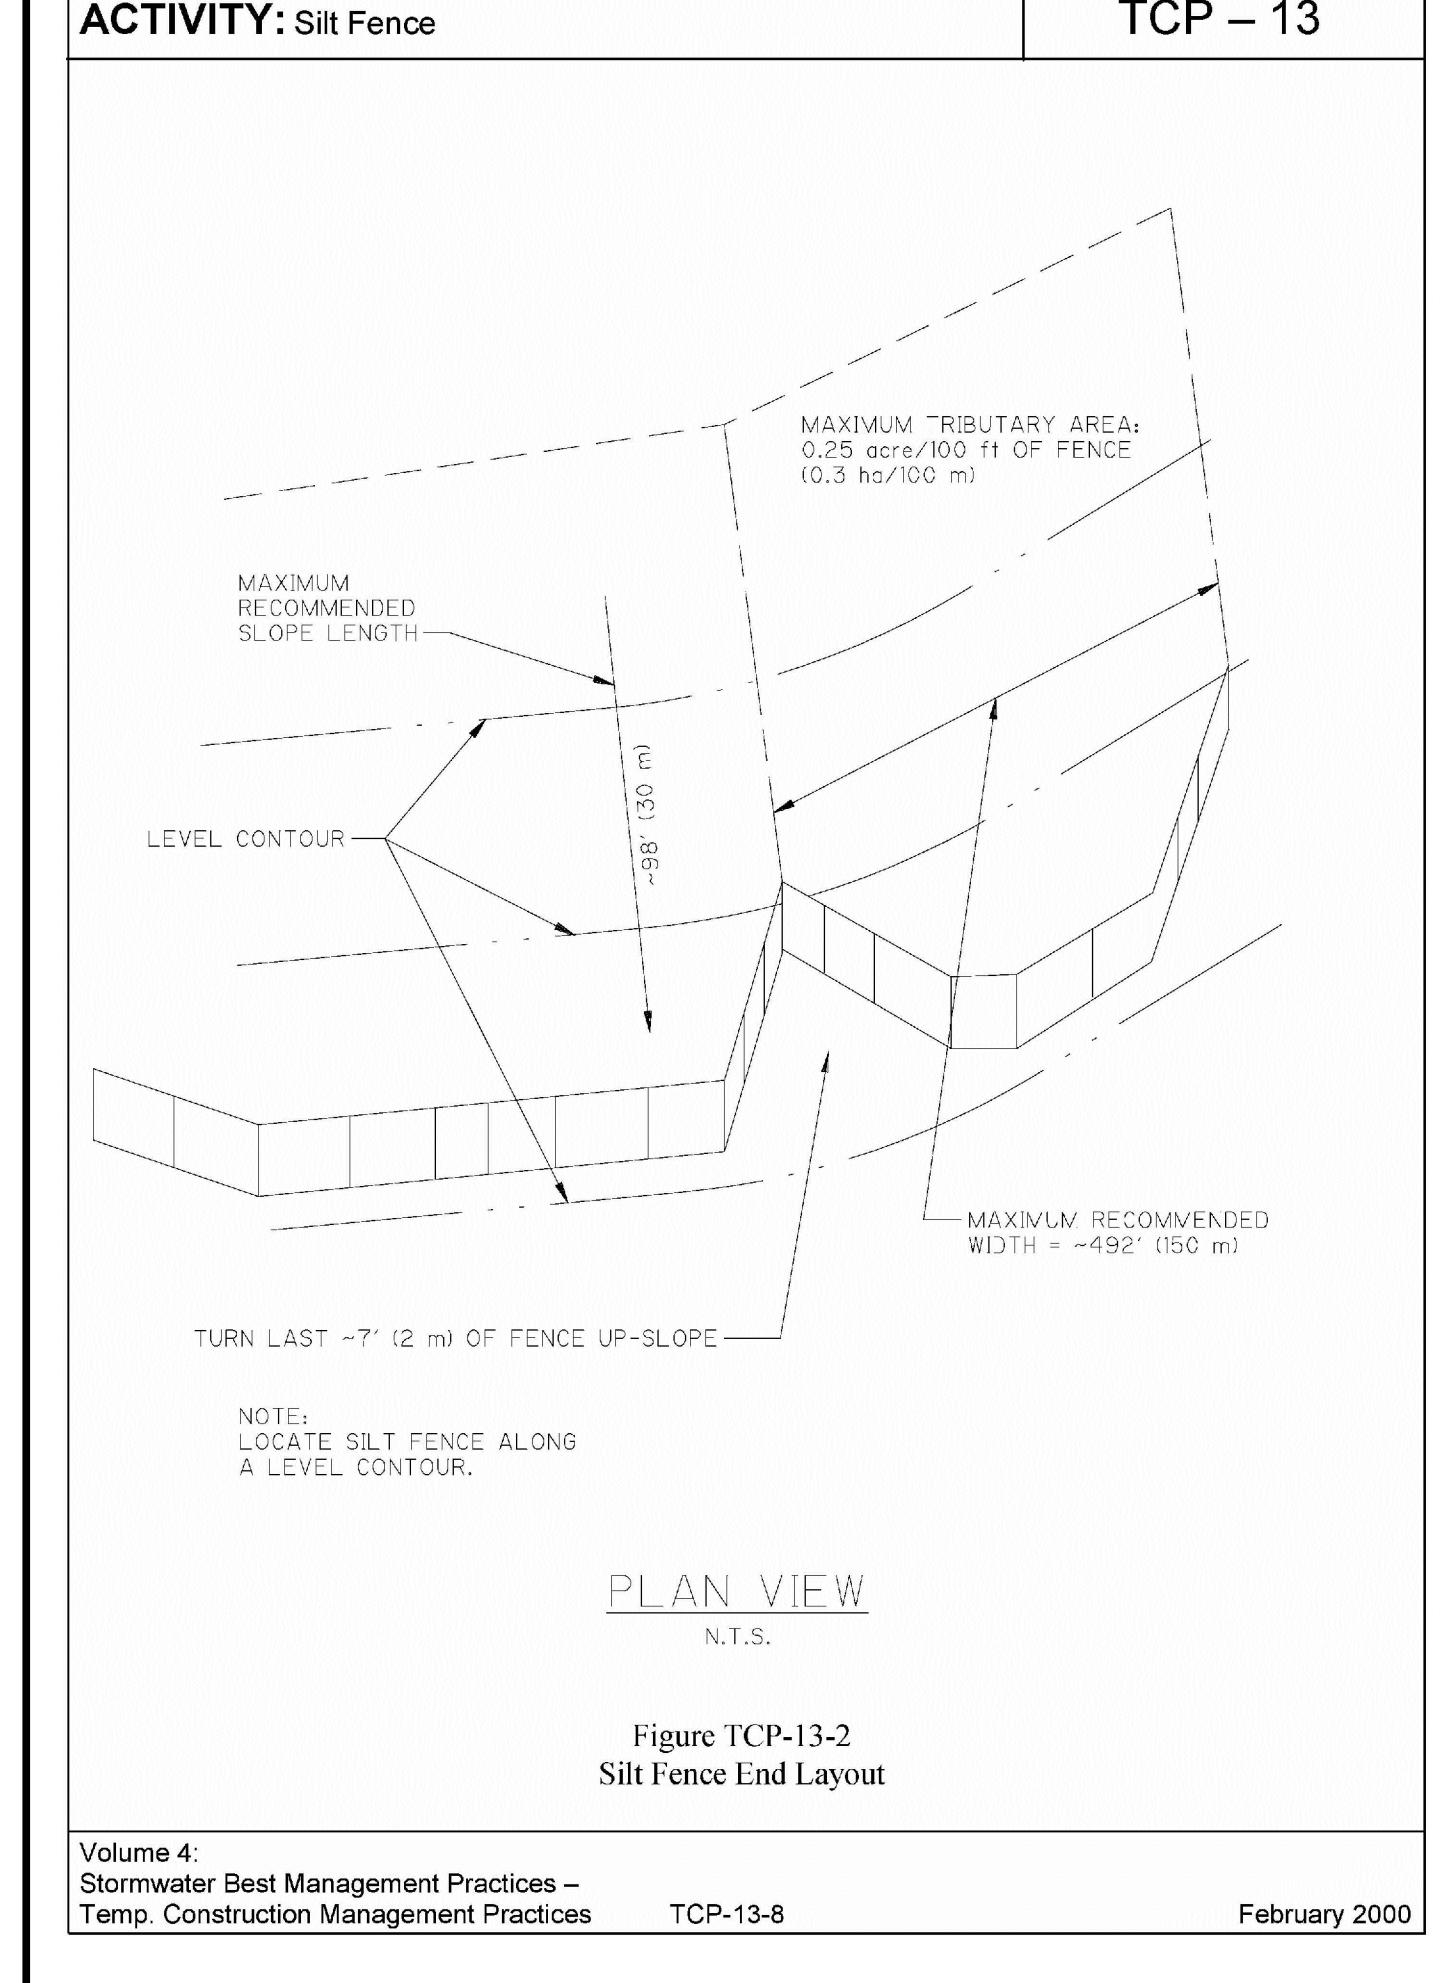 ACTIVITY: Silt Fence
TCP – 13
MAXIMUM TRIBUTARY AREA:
0.25 acre/100 ft OF FENCE
(0.3 ha/100 m)
MAXIMUM
RECOMMENDED
SLOPE LENGTH
~98' (30 m)
LEVEL CONTOUR
MAXIMUM RECOMMENDED
WIDTH = ~492' (150 m)
TURN LAST ~7' (2 m) OF FENCE UP-SLOPE
NOTE:
LOCATE SILT FENCE ALONG
A LEVEL CONTOUR.
PLAN VIEW
N.T.S.
Figure TCP-13-2
Silt Fence End Layout
Volume 4:
Stormwater Best Management Practices –
Temp. Construction Management Practices
TCP-13-8
February 2000